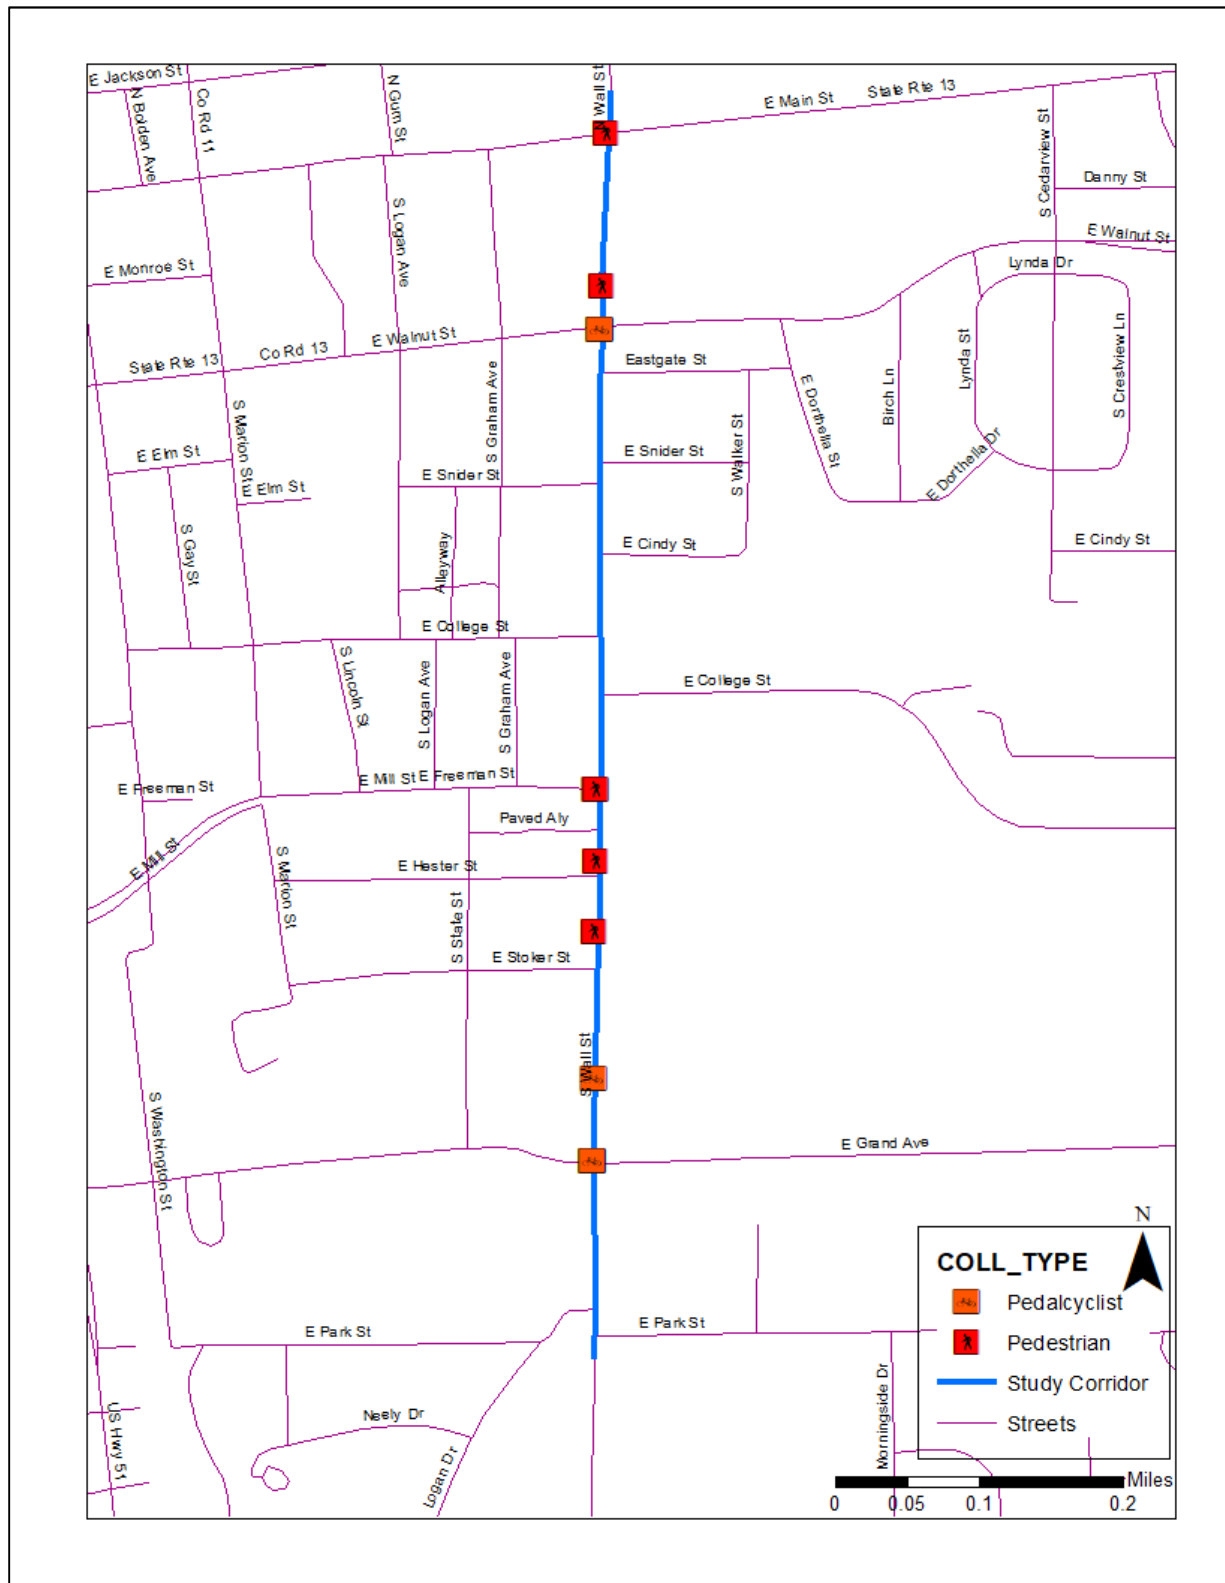 E Jackson St
N Bolden Ave
Co Rd 11
N Gum St
N Wall St
E Main St
State Rte 13
S Cedarview St
Danny St
E Walnut St
S Logan Ave
E Monroe St
Lynda Dr
E Walnut St
Co Rd 13
State Rte 13
Eastgate St
S Graham Ave
E Dorthella St
Birch Ln
Lynda St
S Crestview Ln
S Marion St
E Elm St
E Snider St
E Snider St
S Walker St
E Elm St
E Dorthella Dr
S Gay St
Alleyway
E Cindy St
E Cindy St
E College St
S Lincoln St
S Logan Ave
S Graham Ave
E College St
E Freeman St
E Mill St
E Freeman St
Paved Aly
E Mill St
S Marion St
E Hester St
S State St
E Stoker St
S Wall St
S Washington St
E Grand Ave
E Park St
E Park St
Neely Dr
Logan Dr
US Hwy 51
Morningside Dr
N
COLL_TYPE
Pedalcyclist
Pedestrian
Study Corridor
Streets
Miles
0 0.05 0.1 0.2